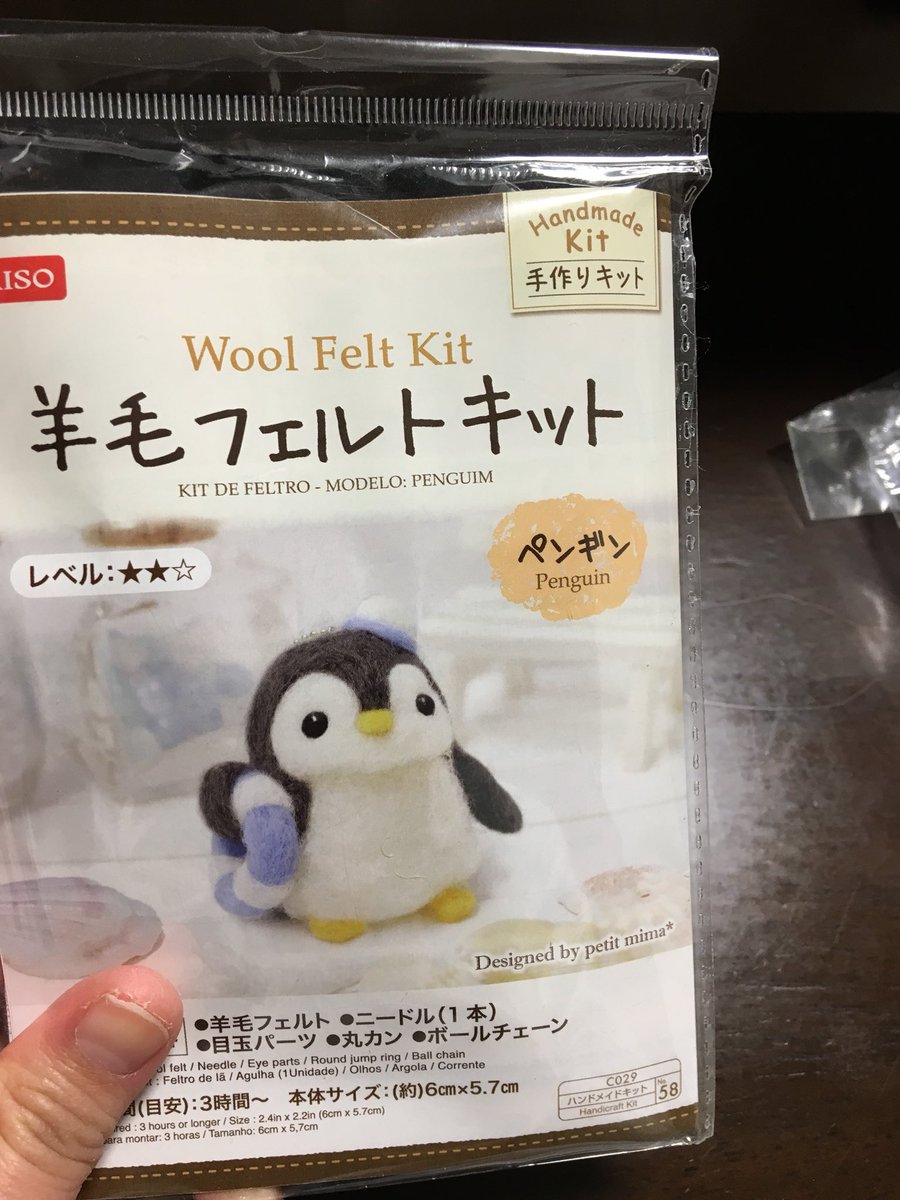 Handmade
Kit
手作りキット
ISO
Wool Felt Kit
羊毛フェルトキット
KIT DE FELTRO - MODELO: PENGUIM
レベル:★★☆
ペンギン
Penguin
Designed by petit mima*
●羊毛フェルト ●ニードル(1本)
●目玉パーツ ●丸カン ●ボールチェーン
felt / Needle / Eye parts / Round jump ring / Ball chain
: Feltro de lã / Agulha (1Unidade) / Olhos / Argola / Corrente
(目安):3時間~ 本体サイズ:(約)6cm×5.7cm
: 3 hours or longer / Size : 2.4in x 2.2in (6cm x 5.7cm)
para montar: 3 horas / Tamanho: 6cm x 5,7cm
C029
ハンドメイドキット
Handicraft Kit
No.
58